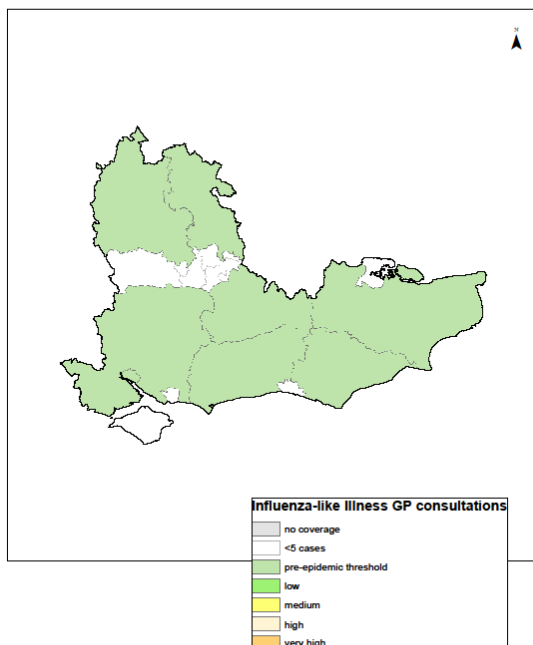 N
Influenza-like Illness GP consultations
no coverage
<5 cases
pre-epidemic threshold
low
medium
high
very high